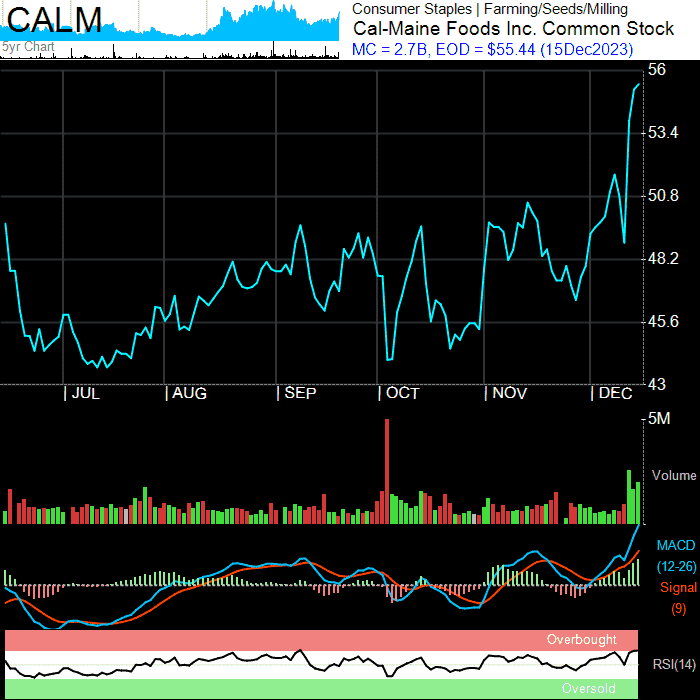 CALM
5yr Chart
Consumer Staples | Farming/Seeds/Milling
Cal-Maine Foods Inc. Common Stock
MC = 2.7B, EOD = $55.44 (15Dec2023)
56
53.4
50.8
48.2
45.6
43
| JUL | AUG | SEP | OCT | NOV | DEC
5M
Volume
MACD
(12-26)
Signal
(9)
Overbought
RSI(14)
Oversold